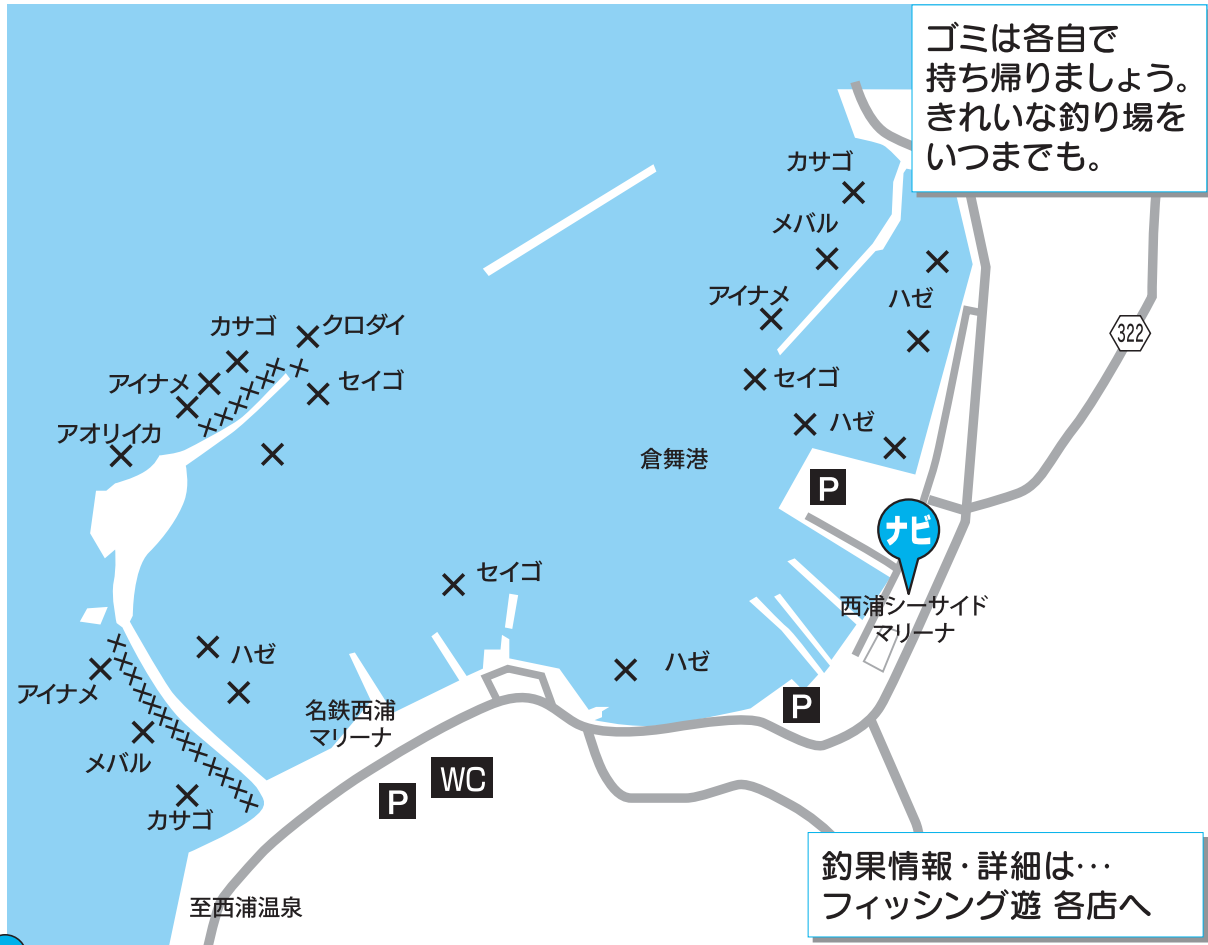 ゴミは各自で
持ち帰りましょう。
きれいな釣り場を
いつまでも。
カサゴ
メバル
アイナメ
ハゼ
322
カサゴ
クロダイ
アイナメ
セイゴ
アオリイカ
セイゴ
ハゼ
倉舞港
P
ナビ
西浦シーサイド
マリーナ
セイゴ
ハゼ
ハゼ
アイナメ
メバル
カサゴ
名鉄西浦
マリーナ
P
P
WC
至西浦温泉
釣果情報・詳細は…
フィッシング遊 各店へ